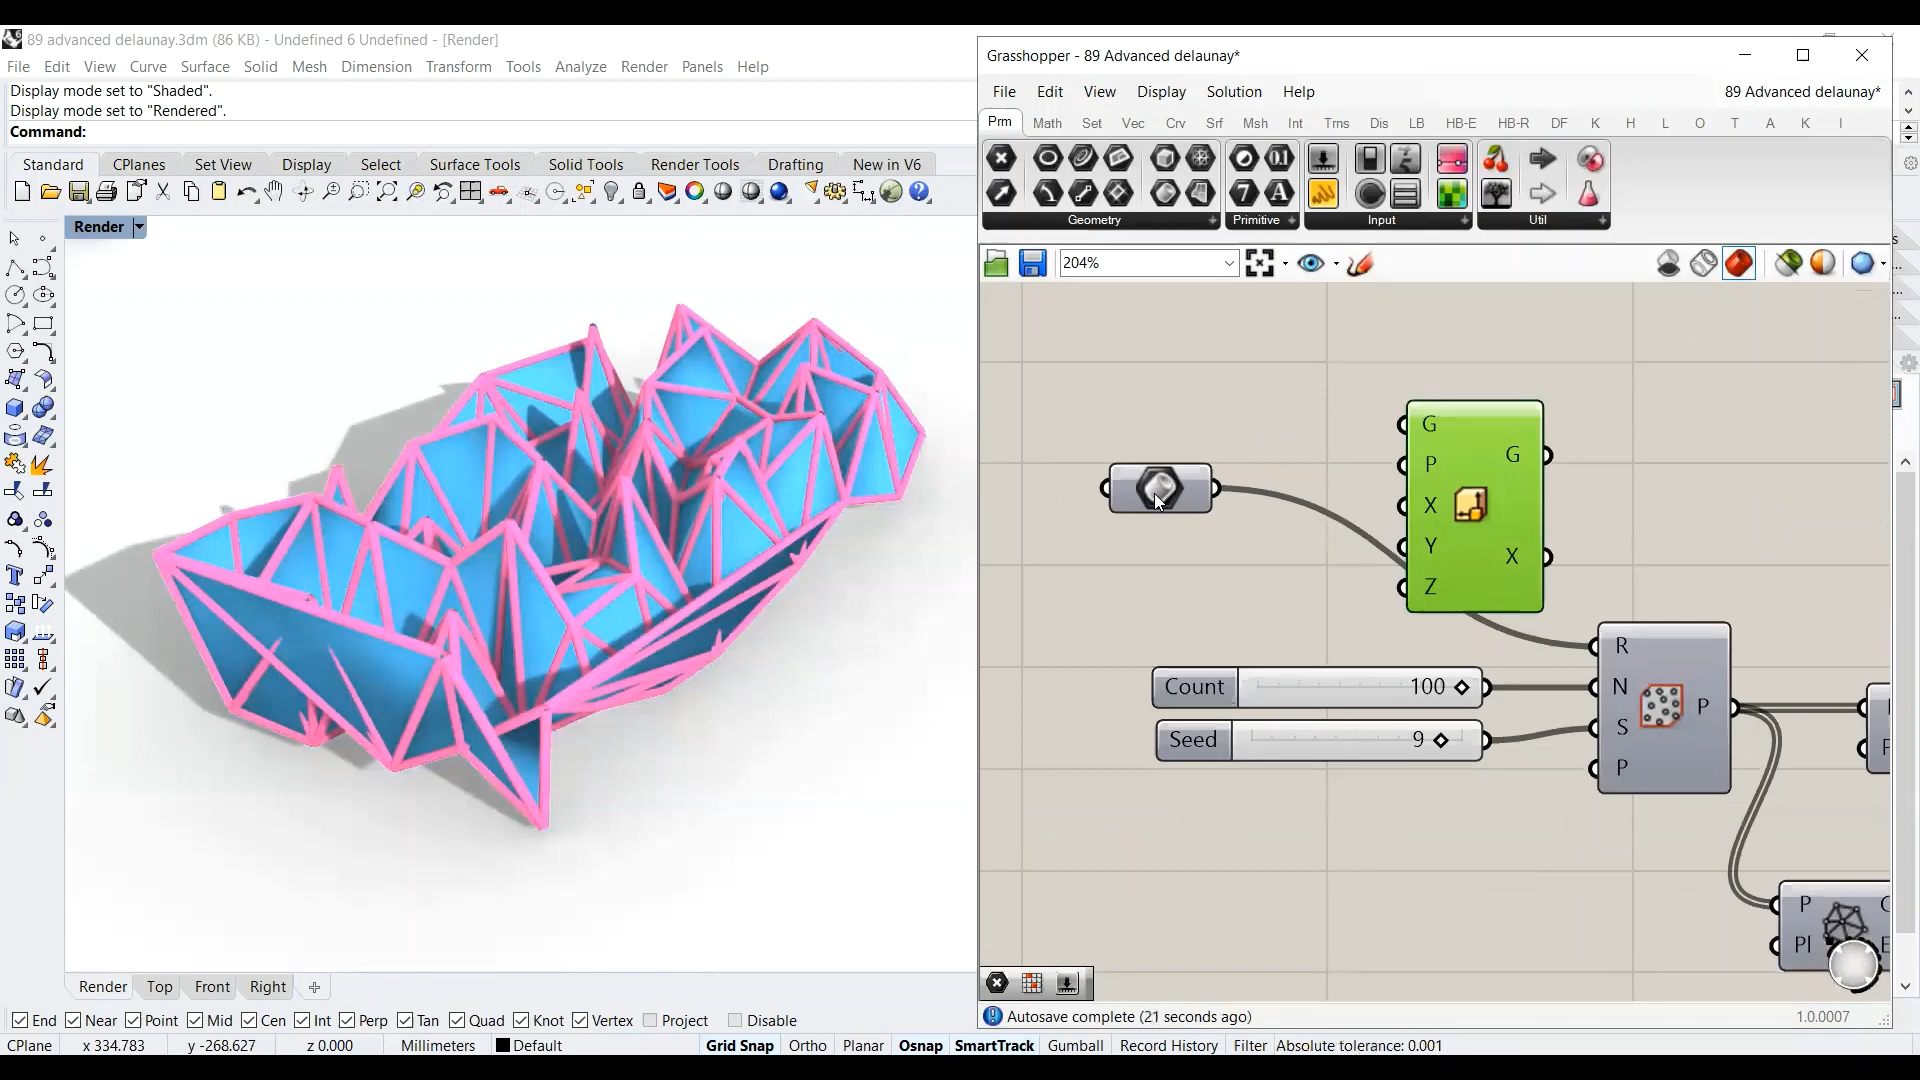 89 advanced delaunay.3dm (86 KB) - Undefined 6 Undefined - [Render]
File Edit View Curve Surface Solid Mesh Dimension Transform Tools Analyze Render Panels Help
Display mode set to "Shaded".
Display mode set to "Rendered".
Command:
Standard CPlanes Set View Display Select Surface Tools Solid Tools Render Tools Drafting New in V6
Render
Render Top Front Right
End Near Point Mid Cen Int Perp Tan Quad Knot Vertex Project Disable
CPlane x 334.783 y -268.627 z 0.000 Millimeters Default Grid Snap Ortho Planar Osnap SmartTrack Gumball Record History Filter Absolute tolerance: 0.001
Grasshopper - 89 Advanced delaunay*
File Edit View Display Solution Help 89 Advanced delaunay*
Prm Math Set Vec Crv Srf Msh Int Trns Dis LB HB-E HB-R DF K H L O T A K I
Geometry Primitive Input Util
204%
G
P
X
Y
Z
G
X
Count 100
Seed 9
R
N
S
P
P
P
Pl
Autosave complete (21 seconds ago) 1.0.0007